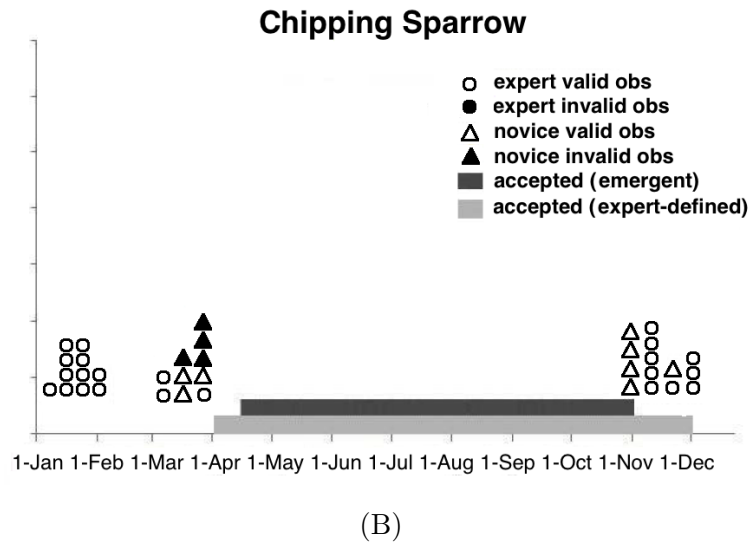 Chipping Sparrow
expert valid obs
expert invalid obs
novice valid obs
novice invalid obs
accepted (emergent)
accepted (expert-defined)
1-Jan 1-Feb 1-Mar 1-Apr 1-May 1-Jun 1-Jul 1-Aug 1-Sep 1-Oct 1-Nov 1-Dec
(B)